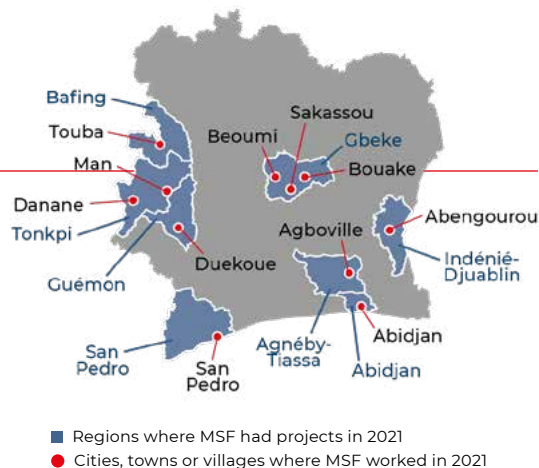 Bafing
Sakassou
Touba
Beoumi
Gbeke
Man
Bouake
Danane
Agboville
Abengourou
Tonkpi
Duekoue
Indénié-
Djuablin
Guémon
San
Pedro
San
Pedro
Agnéby-
Tiassa
Abidjan
Abidjan
Regions where MSF had projects in 2021
Cities, towns or villages where MSF worked in 2021